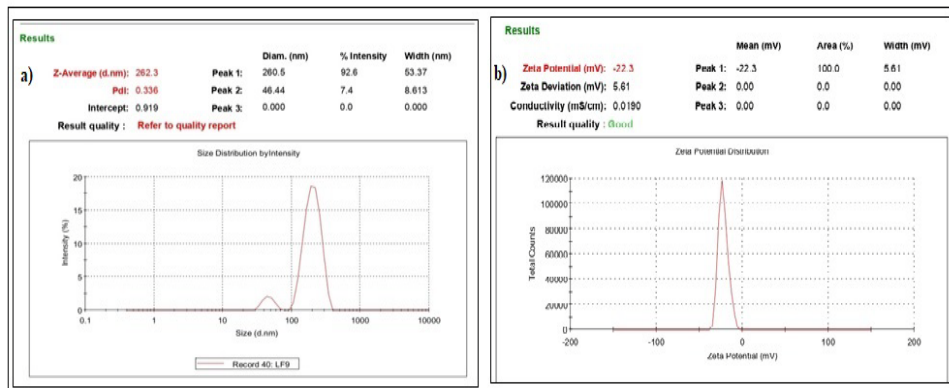 Results
Diam. (nm) % Intensity Width (nm)
a) Z-Average (d.nm): 262.3 Peak 1: 260.5 92.6 53.37
Pdi: 0.336 Peak 2: 46.44 7.4 8.613
Intercept: 0.919 Peak 3: 0.000 0.0 0.000
Result quality : Refer to quality report
Size Distribution by Intensity
Intensity (%)
20
15
10
5
0
0.1 1 10 100 1000 10000
Size (d.nm)
Record 40: LF9
Results
Mean (mV) Area (%) Width (mV)
b) Zeta Potential (mV): -22.3 Peak 1: -22.3 100.0 5.61
Zeta Deviation (mV): 5.61 Peak 2: 0.00 0.0 0.00
Conductivity (mS/cm): 0.0190 Peak 3: 0.00 0.0 0.00
Result quality : Good
Zeta Potential Distribution
Total Counts
120000
100000
80000
60000
40000
20000
0
-200 -100 0 100 200
Zeta Potential (mV)